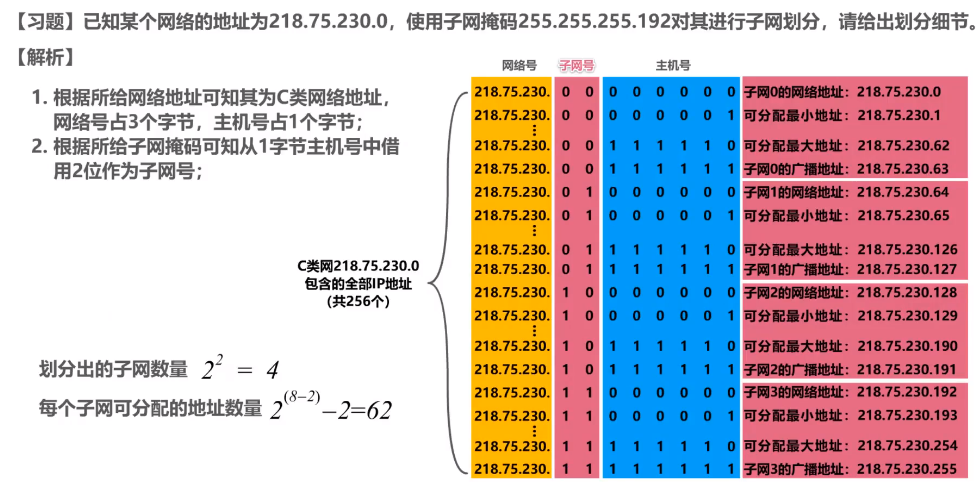 【习题】已知某个网络的地址为218.75.230.0，使用子网掩码255.255.255.192对其进行子网划分，请给出划分细节。
【解析】
1. 根据所给网络地址可知其为C类网络地址，
网络号占3个字节，主机号占1个字节；
2. 根据所给子网掩码可知从1字节主机号中借
用2位作为子网号；
划分出的子网数量 2^2 = 4
每个子网可分配的地址数量 2^(8−2)−2=62
C类网218.75.230.0
包含的全部IP地址
（共256个）
网络号 子网号 主机号
218.75.230. 0 0 0 0 0 0 0 0 子网0的网络地址：218.75.230.0
218.75.230. 0 0 0 0 0 0 0 1 可分配最小地址：218.75.230.1
⋮
218.75.230. 0 0 1 1 1 1 1 0 可分配最大地址：218.75.230.62
218.75.230. 0 0 1 1 1 1 1 1 子网0的广播地址：218.75.230.63
218.75.230. 0 1 0 0 0 0 0 0 子网1的网络地址：218.75.230.64
218.75.230. 0 1 0 0 0 0 0 1 可分配最小地址：218.75.230.65
⋮
218.75.230. 0 1 1 1 1 1 1 0 可分配最大地址：218.75.230.126
218.75.230. 0 1 1 1 1 1 1 1 子网1的广播地址：218.75.230.127
218.75.230. 1 0 0 0 0 0 0 0 子网2的网络地址：218.75.230.128
218.75.230. 1 0 0 0 0 0 0 1 可分配最小地址：218.75.230.129
⋮
218.75.230. 1 0 1 1 1 1 1 0 可分配最大地址：218.75.230.190
218.75.230. 1 0 1 1 1 1 1 1 子网2的广播地址：218.75.230.191
218.75.230. 1 1 0 0 0 0 0 0 子网3的网络地址：218.75.230.192
218.75.230. 1 1 0 0 0 0 0 1 可分配最小地址：218.75.230.193
⋮
218.75.230. 1 1 1 1 1 1 1 0 可分配最大地址：218.75.230.254
218.75.230. 1 1 1 1 1 1 1 1 子网3的广播地址：218.75.230.255